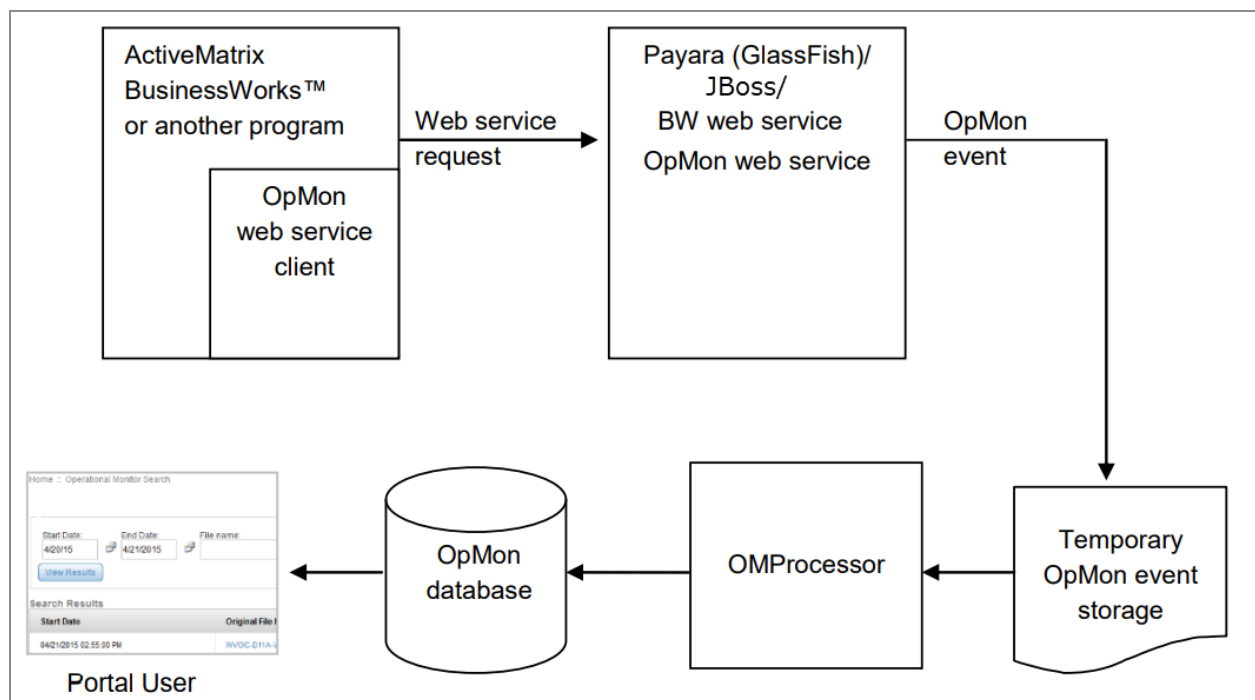 ActiveMatrix
BusinessWorks™
or another program
OpMon
web service
client
Web service
request
Payara (GlassFish)/
JBoss/
BW web service
OpMon web service
OpMon
event
Home :: Operational Monitor Search
Start Date:
End Date:
File name:
4/20/15
4/21/2015
View Results
Search Results
Start Date
Original File
04/21/2015 02:55:00 PM
INVOIC-D11A-
Portal User
OpMon
database
OMProcessor
Temporary
OpMon event
storage